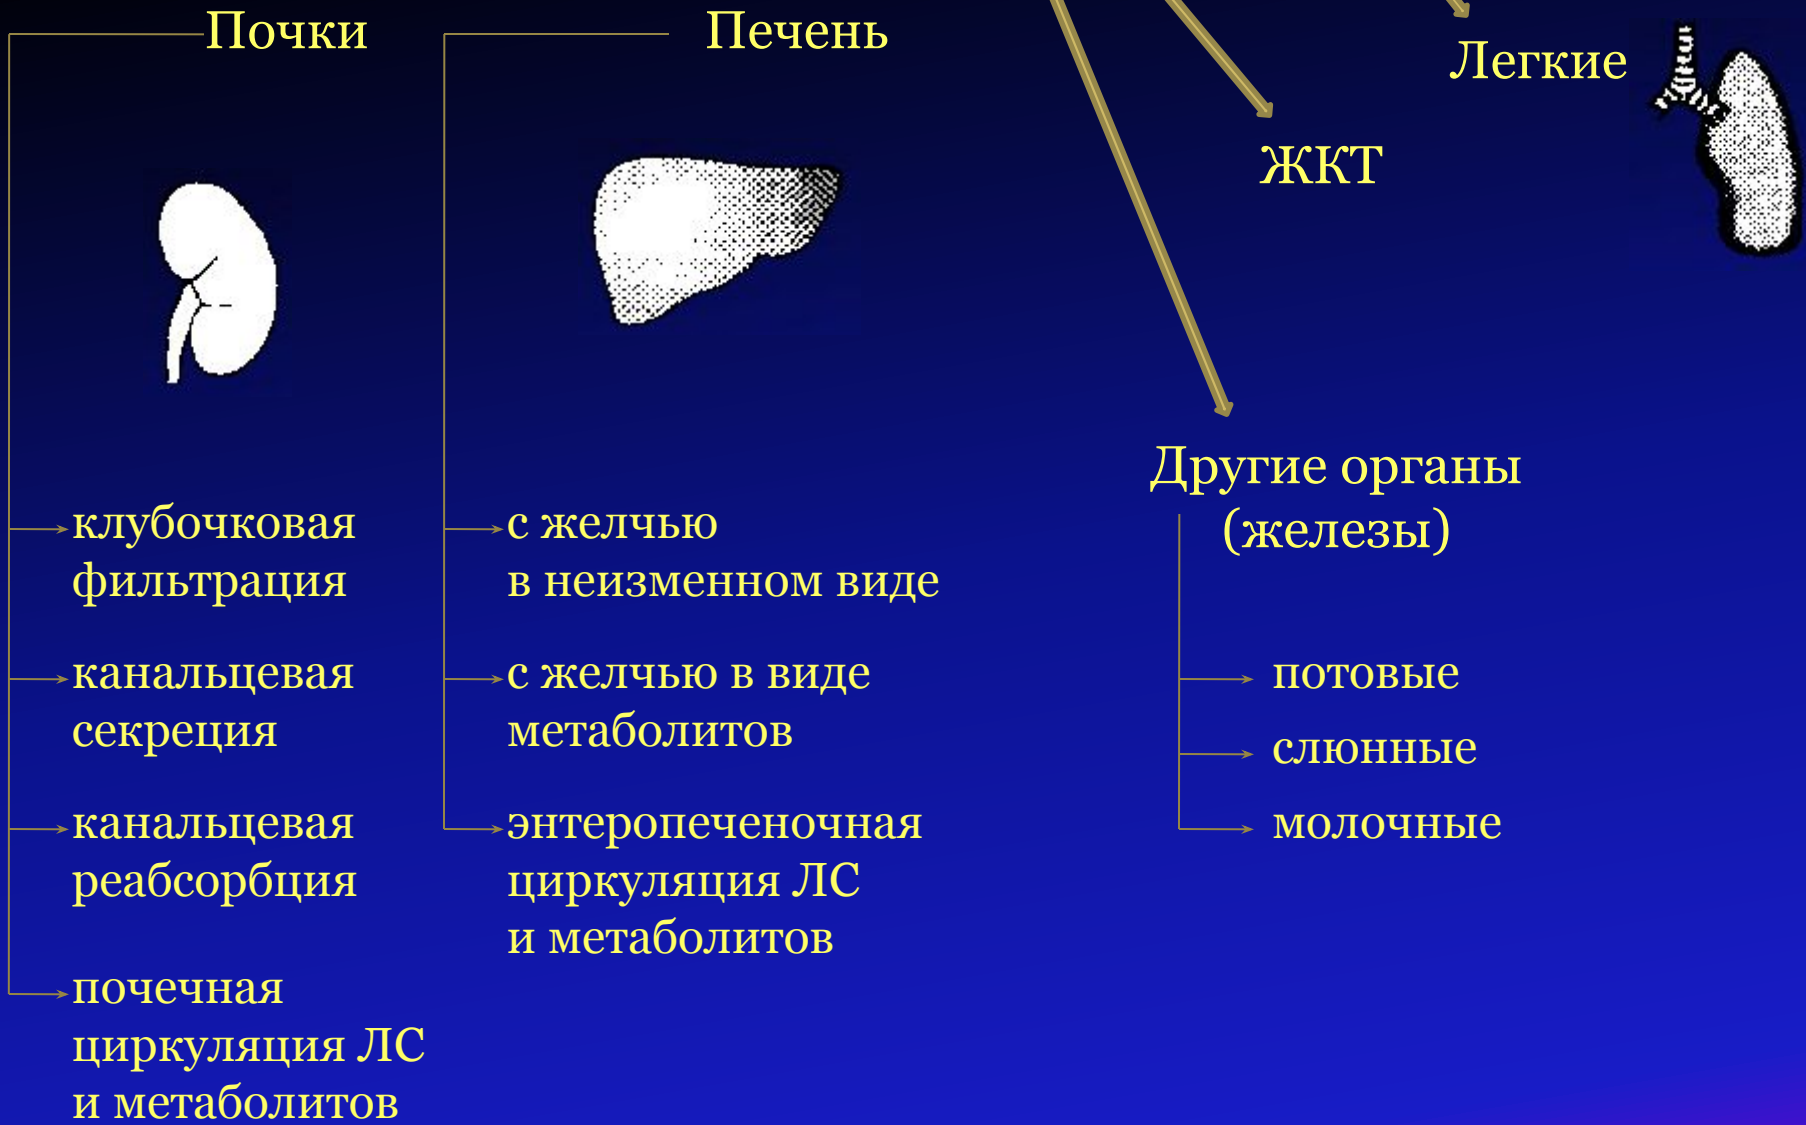 Почки
клубочковая
фильтрация
канальцевая
секреция
канальцевая
реабсорбция
почечная
циркуляция ЛС
и метаболитов
Печень
с желчью
в неизменном виде
с желчью в виде
метаболитов
энтеропеченочная
циркуляция ЛС
и метаболитов
Легкие
ЖКТ
Другие органы
(железы)
потовые
слюнные
молочные